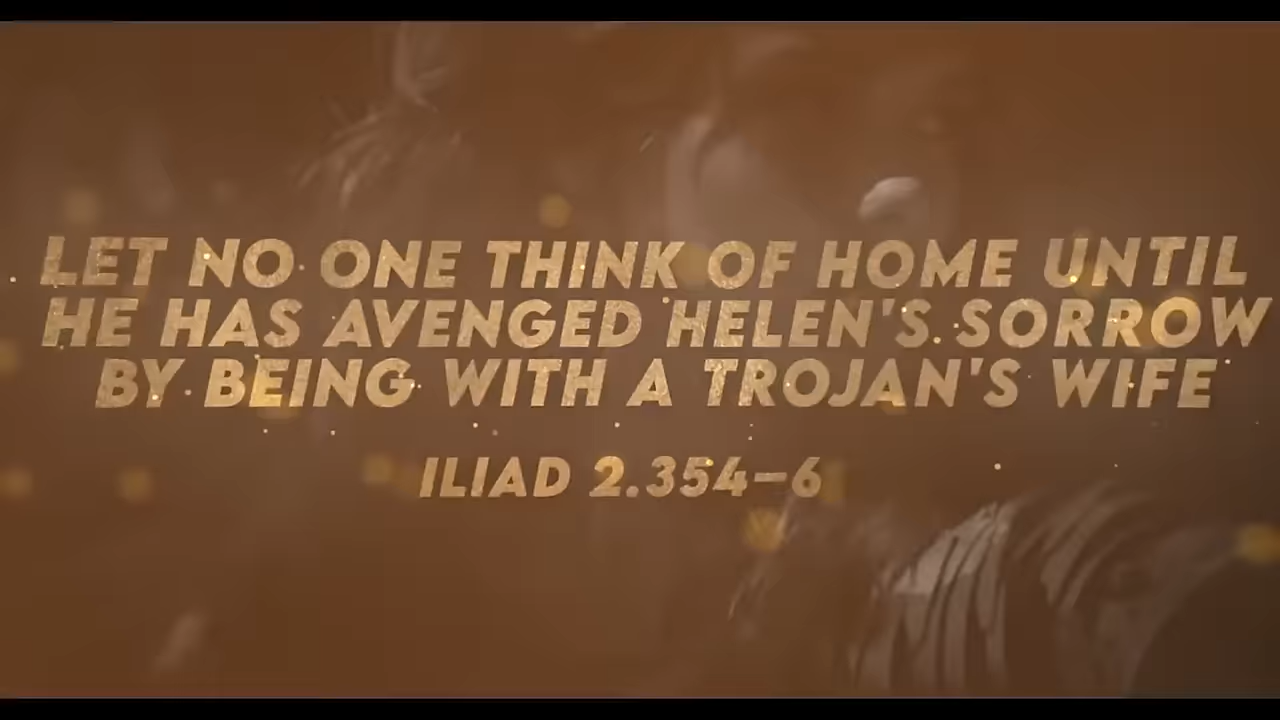 LET NO ONE THINK OF HOME UNTIL
HE HAS AVENGED HELEN'S SORROW
BY BEING WITH A TROJAN'S WIFE
ILIAD 2.354–6